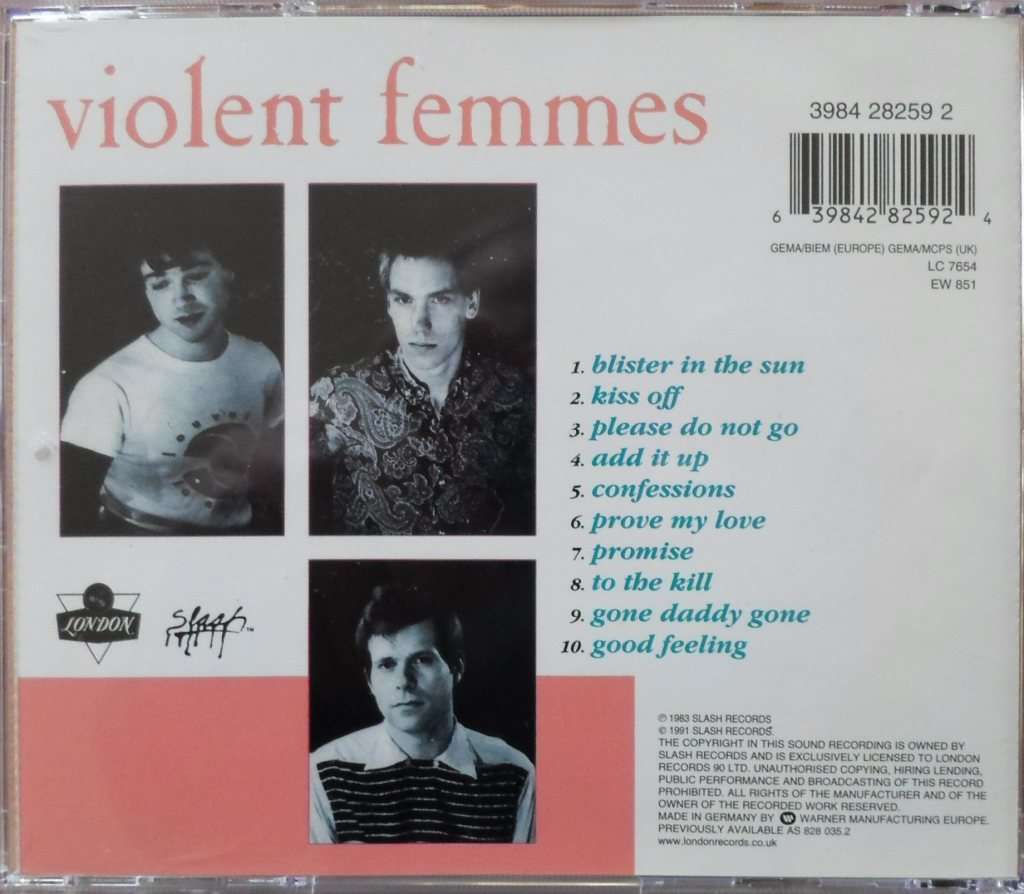 violent femmes
3984 28259 2
6 39842 82592 4
GEMA/BIEM (EUROPE) GEMA/MCPS (UK)
LC 7654
EW 851
1. blister in the sun
2. kiss off
3. please do not go
4. add it up
5. confessions
6. prove my love
7. promise
8. to the kill
9. gone daddy gone
10. good feeling
LONDON
slash™
℗ 1983 SLASH RECORDS
© 1991 SLASH RECORDS.
THE COPYRIGHT IN THIS SOUND RECORDING IS OWNED BY
SLASH RECORDS AND IS EXCLUSIVELY LICENSED TO LONDON
RECORDS 90 LTD. UNAUTHORISED COPYING, HIRING LENDING,
PUBLIC PERFORMANCE AND BROADCASTING OF THIS RECORD
PROHIBITED. ALL RIGHTS OF THE MANUFACTURER AND OF THE
OWNER OF THE RECORDED WORK RESERVED.
MADE IN GERMANY BY WARNER MANUFACTURING EUROPE.
PREVIOUSLY AVAILABLE AS 828 035.2
www.londonrecords.co.uk